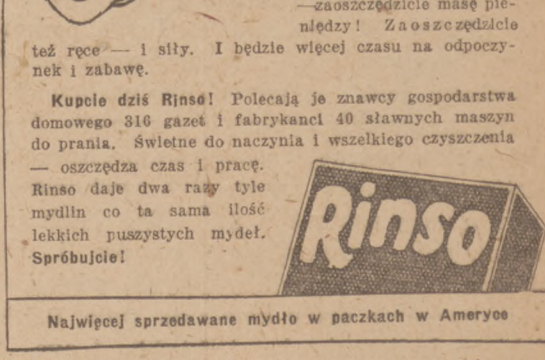 —zaoszczędzicie masę pie-
niędzy! Zaoszczędzicie
też ręce — i siły. I będzie więcej czasu na odpoczy-
nek i zabawę.
Kupcie dziś Rinso! Polecają je znawcy gospodarstwa
domowego 316 gazet i fabrykanci 40 sławnych maszyn
do prania. Świetne do naczynia i wszelkiego czyszczenia
— oszczędza czas i pracę.
Rinso daje dwa razy tyle
mydlin co ta sama ilość
lekkich puszystych mydeł.
Spróbujcie!
Rinso
Najwięcej sprzedawane mydło w paczkach w Ameryce